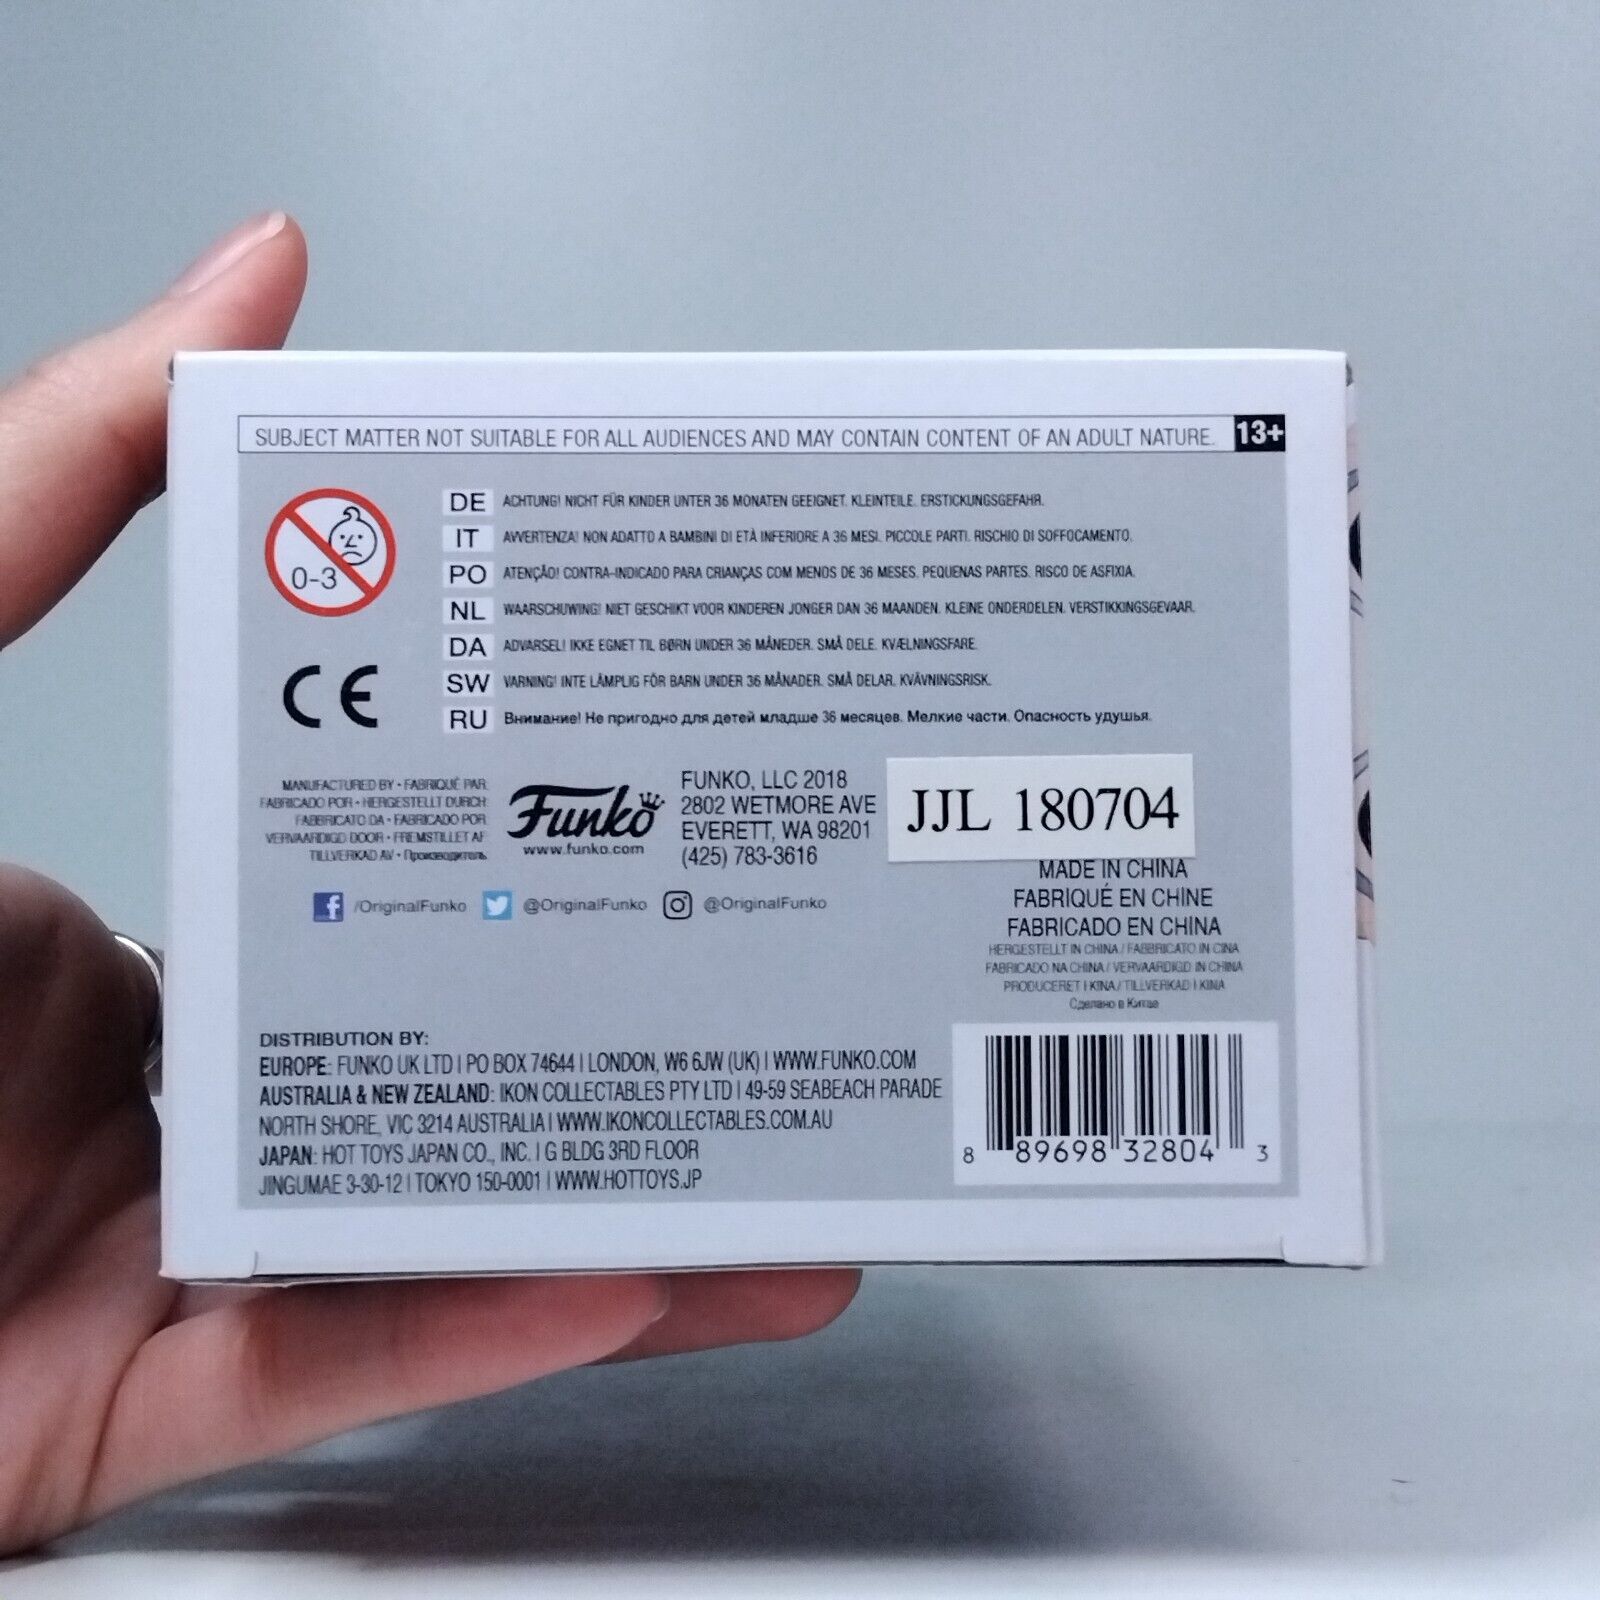 SUBJECT MATTER NOT SUITABLE FOR ALL AUDIENCES AND MAY CONTAIN CONTENT OF AN ADULT NATURE. 13+
0-3
DE ACHTUNG! NICHT FÜR KINDER UNTER 36 MONATEN GEEIGNET. KLEINTEILE. ERSTICKUNGSGEFAHR.
IT AVVERTENZA! NON ADATTO A BAMBINI DI ETÀ INFERIORE A 36 MESI. PICCOLE PARTI. RISCHIO DI SOFFOCAMENTO.
PO ATENÇÃO! CONTRA-INDICADO PARA CRIANÇAS COM MENOS DE 36 MESES. PEQUENAS PARTES. RISCO DE ASFIXIA.
NL WAARSCHUWING! NIET GESCHIKT VOOR KINDEREN JONGER DAN 36 MAANDEN. KLEINE ONDERDELEN. VERSTIKKINGSGEVAAR.
DA ADVARSEL! IKKE EGNET TIL BØRN UNDER 36 MÅNEDER. SMÅ DELE. KVÆLNINGSFARE.
SW VARNING! INTE LÄMPLIG FÖR BARN UNDER 36 MÅNADER. SMÅ DELAR. KVÄVNINGSRISK.
RU Внимание! Не пригодно для детей младше 36 месяцев. Мелкие части. Опасность удушья.
CE
MANUFACTURED BY • FABRIQUÉ PAR
FABRICADO POR • HERGESTELLT DURCH
FABBRICATO DA • FABRICADO POR
VERVAARDIGD DOOR • FREMSTILLET AF
TILLVERKAD AV • Производитель
Funko
www.funko.com
FUNKO, LLC 2018
2802 WETMORE AVE
EVERETT, WA 98201
(425) 783-3616
JJL 180704
/OriginalFunko @OriginalFunko @OriginalFunko
MADE IN CHINA
FABRIQUÉ EN CHINE
FABRICADO EN CHINA
HERGESTELLT IN CHINA / FABBRICATO IN CINA
FABRICADO NA CHINA / VERVAARDIGD IN CHINA
PRODUCERET I KINA / TILLVERKAD I KINA
Сделано в Китае
DISTRIBUTION BY:
EUROPE: FUNKO UK LTD | PO BOX 74644 | LONDON, W6 6JW (UK) | WWW.FUNKO.COM
AUSTRALIA & NEW ZEALAND: IKON COLLECTABLES PTY LTD | 49-59 SEABEACH PARADE
NORTH SHORE, VIC 3214 AUSTRALIA | WWW.IKONCOLLECTABLES.COM.AU
JAPAN: HOT TOYS JAPAN CO., INC. | G BLDG 3RD FLOOR
JINGUMAE 3-30-12 | TOKYO 150-0001 | WWW.HOTTOYS.JP
8 89698 32804 3